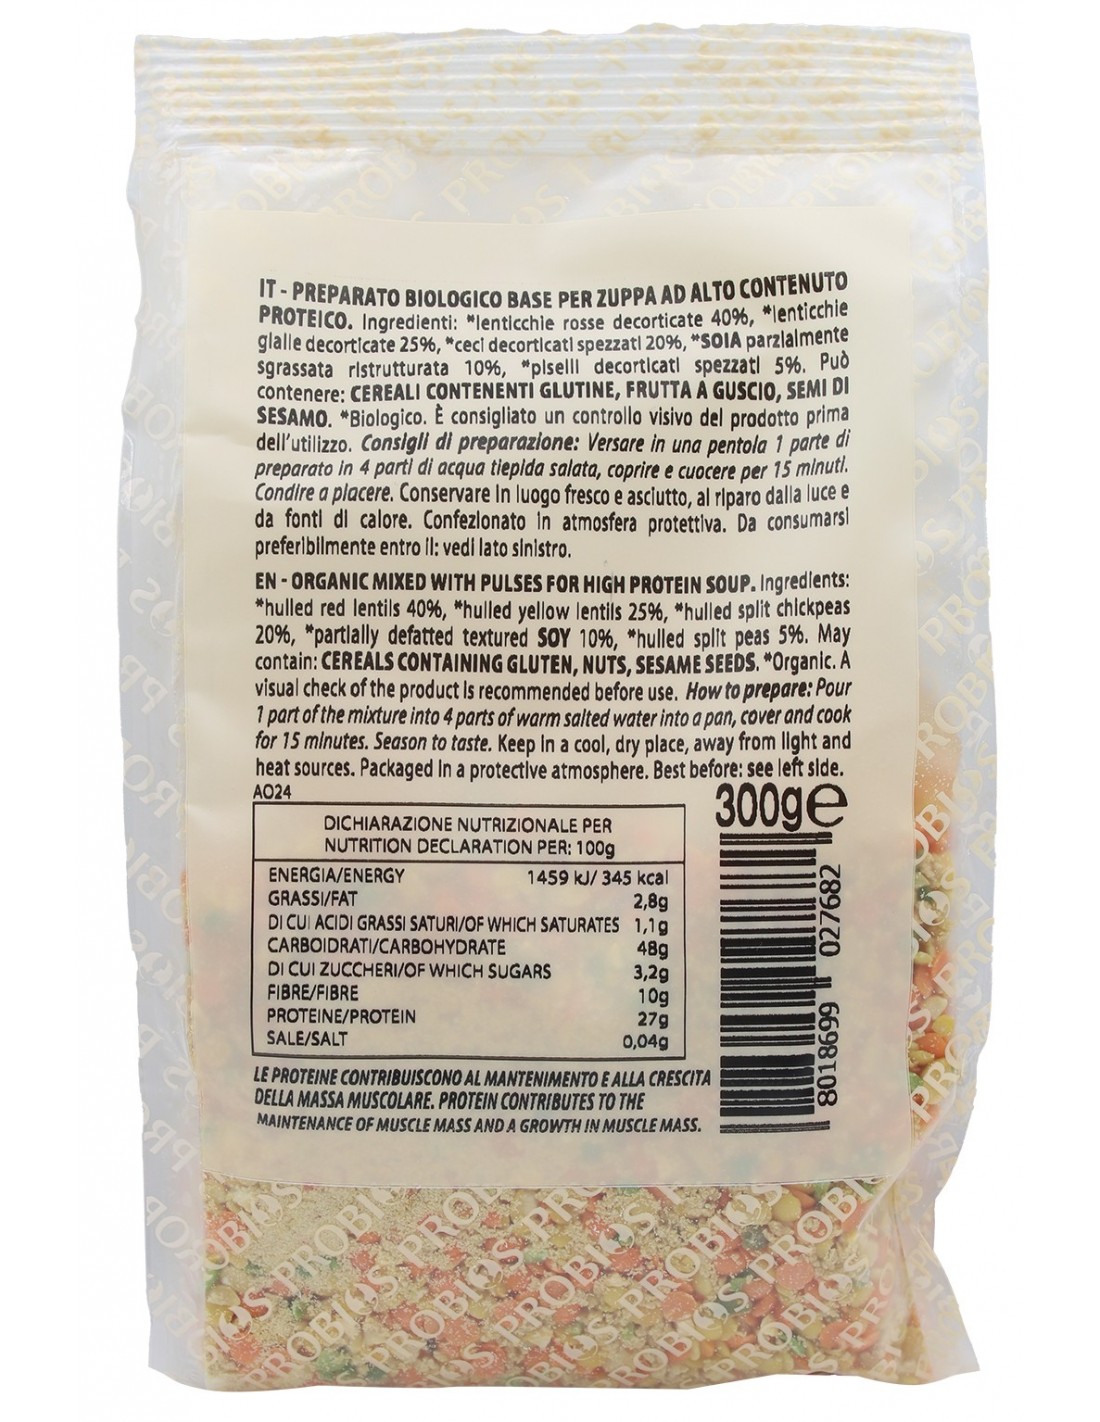 IT - PREPARATO BIOLOGICO BASE PER ZUPPA AD ALTO CONTENUTO
PROTEICO. Ingredienti: *lenticchie rosse decorticate 40%, *lenticchie
gialle decorticate 25%, *ceci decorticati spezzati 20%, *SOIA parzialmente
sgrassata ristrutturata 10%, *piselli decorticati spezzati 5%. Può
contenere: CEREALI CONTENENTI GLUTINE, FRUTTA A GUSCIO, SEMI DI
SESAMO. *Biologico. È consigliato un controllo visivo del prodotto prima
dell'utilizzo. Consigli di preparazione: Versare in una pentola 1 parte di
preparato in 4 parti di acqua tiepida salata, coprire e cuocere per 15 minuti.
Condire a piacere. Conservare in luogo fresco e asciutto, al riparo dalla luce e
da fonti di calore. Confezionato in atmosfera protettiva. Da consumarsi
preferibilmente entro il: vedi lato sinistro.
EN - ORGANIC MIXED WITH PULSES FOR HIGH PROTEIN SOUP. Ingredients:
*hulled red lentils 40%, *hulled yellow lentils 25%, *hulled split chickpeas
20%, *partially defatted textured SOY 10%, *hulled split peas 5%. May
contain: CEREALS CONTAINING GLUTEN, NUTS, SESAME SEEDS. *Organic. A
visual check of the product is recommended before use. How to prepare: Pour
1 part of the mixture into 4 parts of warm salted water into a pan, cover and cook
for 15 minutes. Season to taste. Keep in a cool, dry place, away from light and
heat sources. Packaged in a protective atmosphere. Best before: see left side.
AO24
300g e
DICHIARAZIONE NUTRIZIONALE PER
NUTRITION DECLARATION PER: 100g
ENERGIA/ENERGY 1459 kJ/ 345 kcal
GRASSI/FAT 2,8g
DI CUI ACIDI GRASSI SATURI/OF WHICH SATURATES 1,1g
CARBOIDRATI/CARBOHYDRATE 48g
DI CUI ZUCCHERI/OF WHICH SUGARS 3,2g
FIBRE/FIBRE 10g
PROTEINE/PROTEIN 27g
SALE/SALT 0,04g
8018699 027682
LE PROTEINE CONTRIBUISCONO AL MANTENIMENTO E ALLA CRESCITA
DELLA MASSA MUSCOLARE. PROTEIN CONTRIBUTES TO THE
MAINTENANCE OF MUSCLE MASS AND A GROWTH IN MUSCLE MASS.
PROBIOS PROBIOS PROBIOS PROBIOS